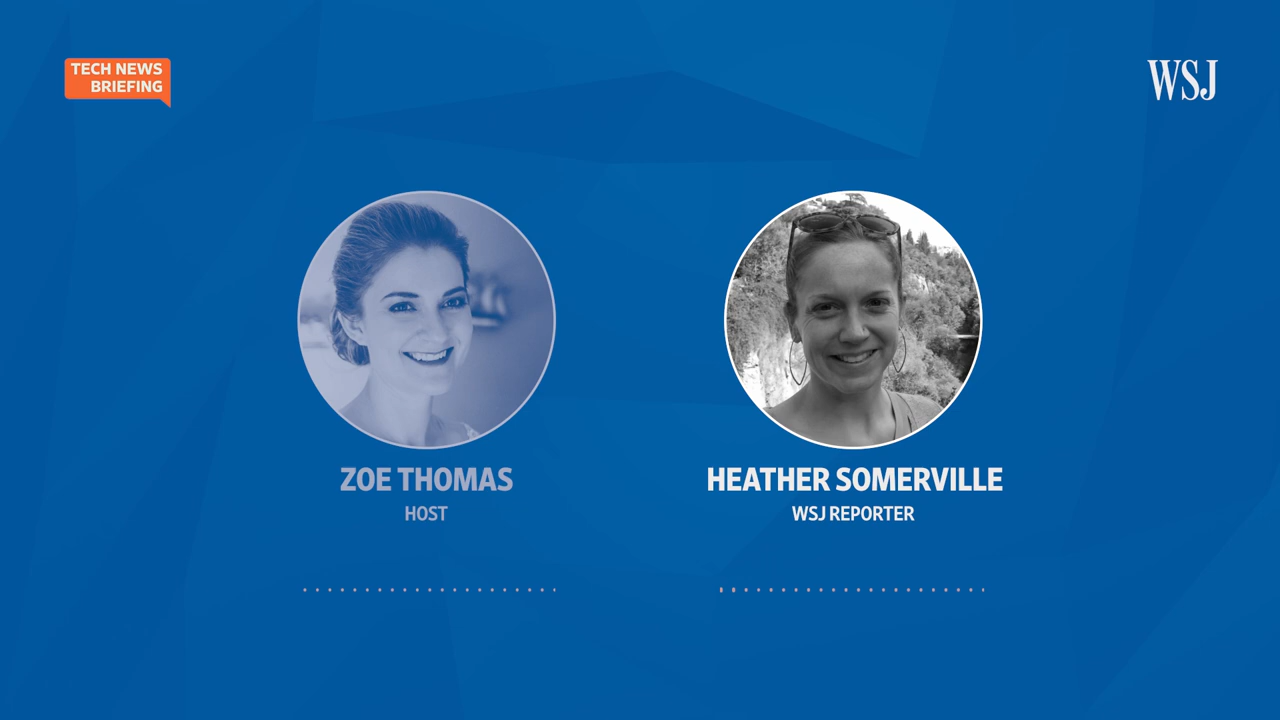 TECH NEWS
BRIEFING
WSJ
ZOE THOMAS
HOST
HEATHER SOMERVILLE
WSJ REPORTER